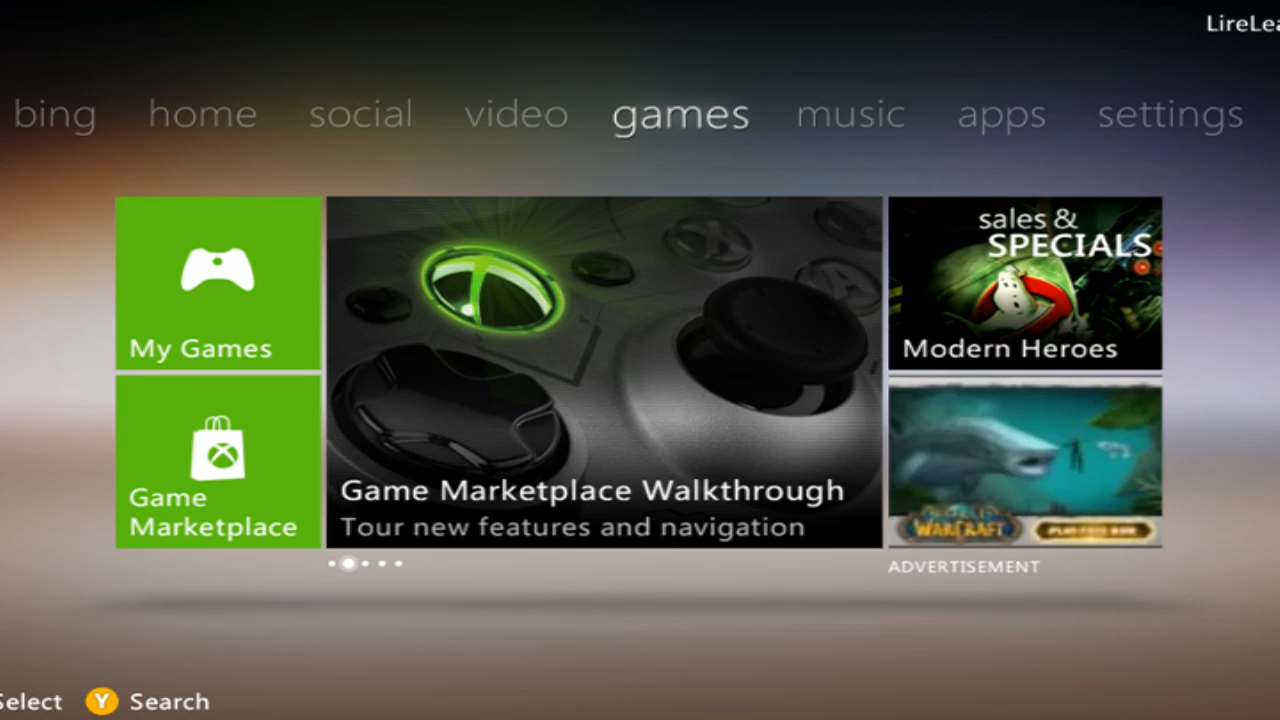 LireLea
bing home social video games music apps settings
sales &
SPECIALS
My Games
Modern Heroes
Game
Marketplace
Game Marketplace Walkthrough
Tour new features and navigation
WARCRAFT
ADVERTISEMENT
Select Y Search